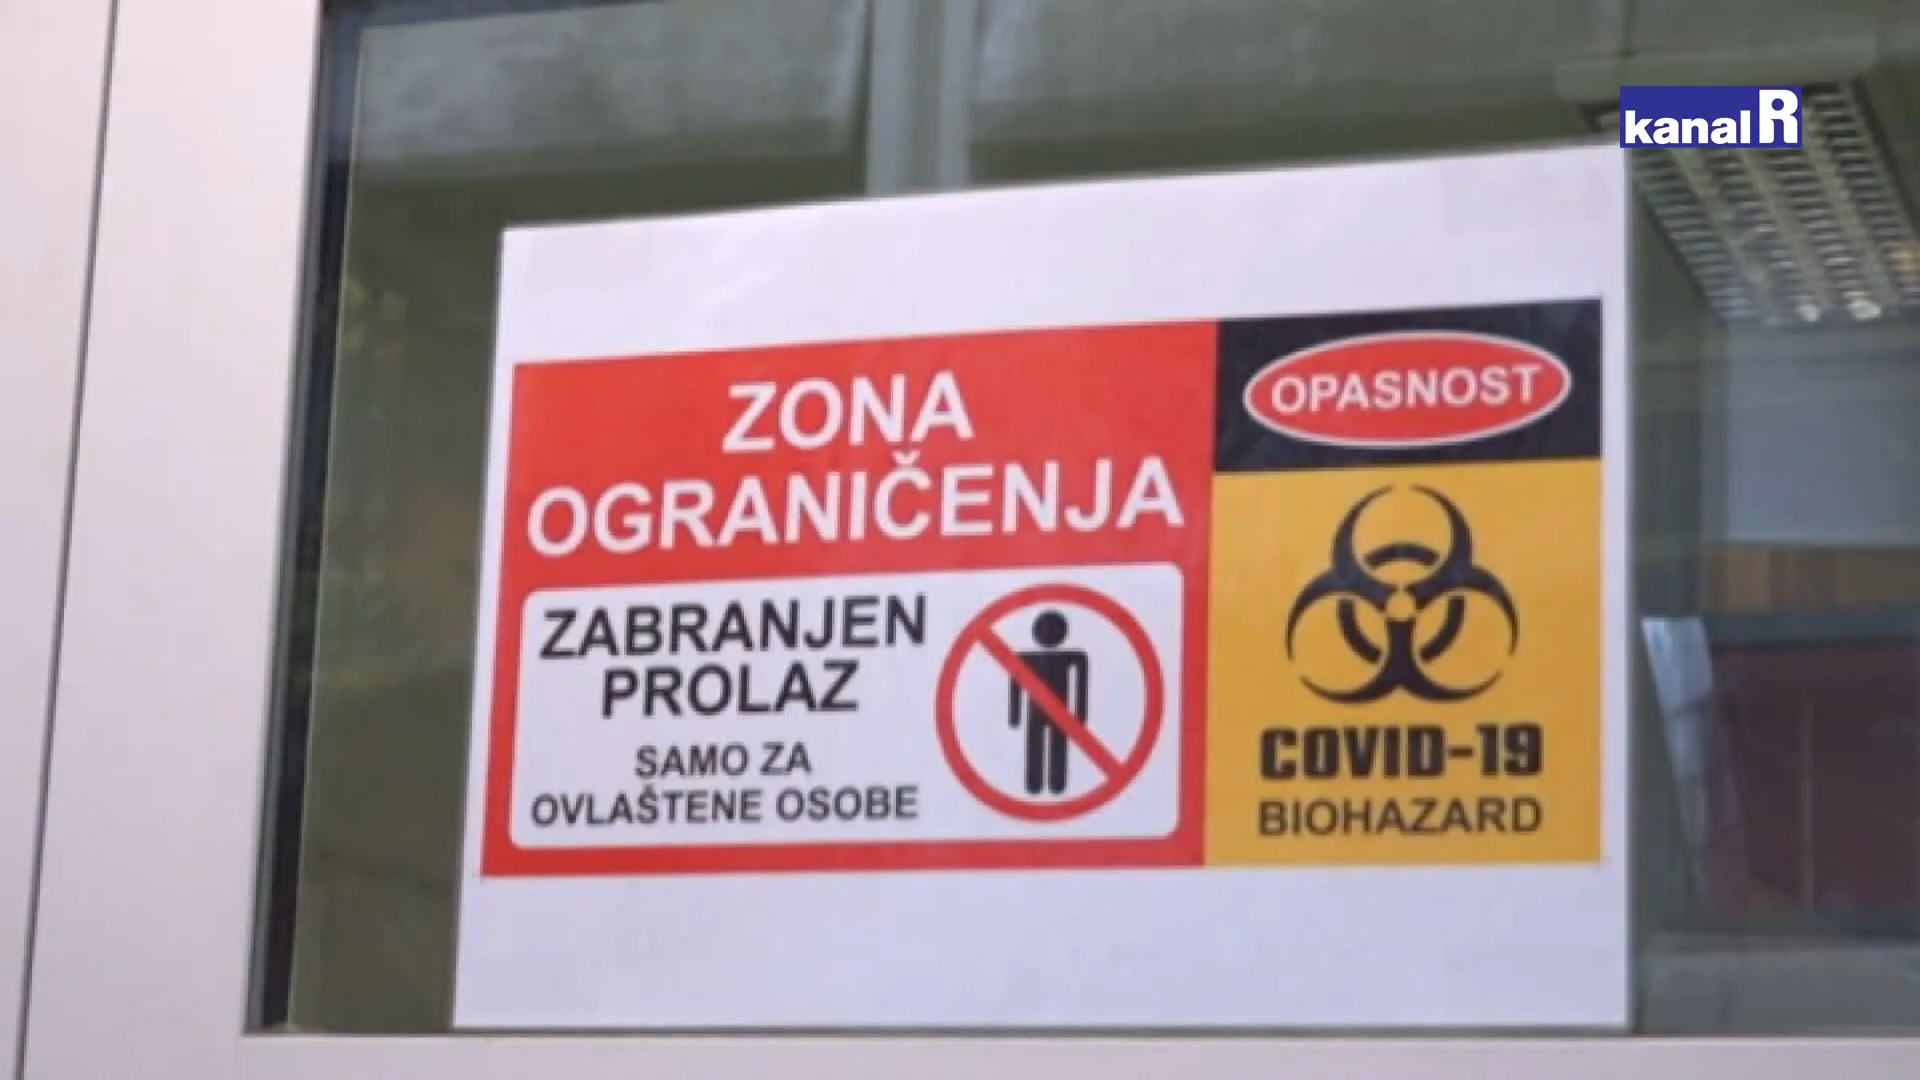 kanal R
ZONA
OGRANIČENJA
ZABRANJEN
PROLAZ
SAMO ZA
OVLAŠTENE OSOBE
OPASNOST
COVID-19
BIOHAZARD